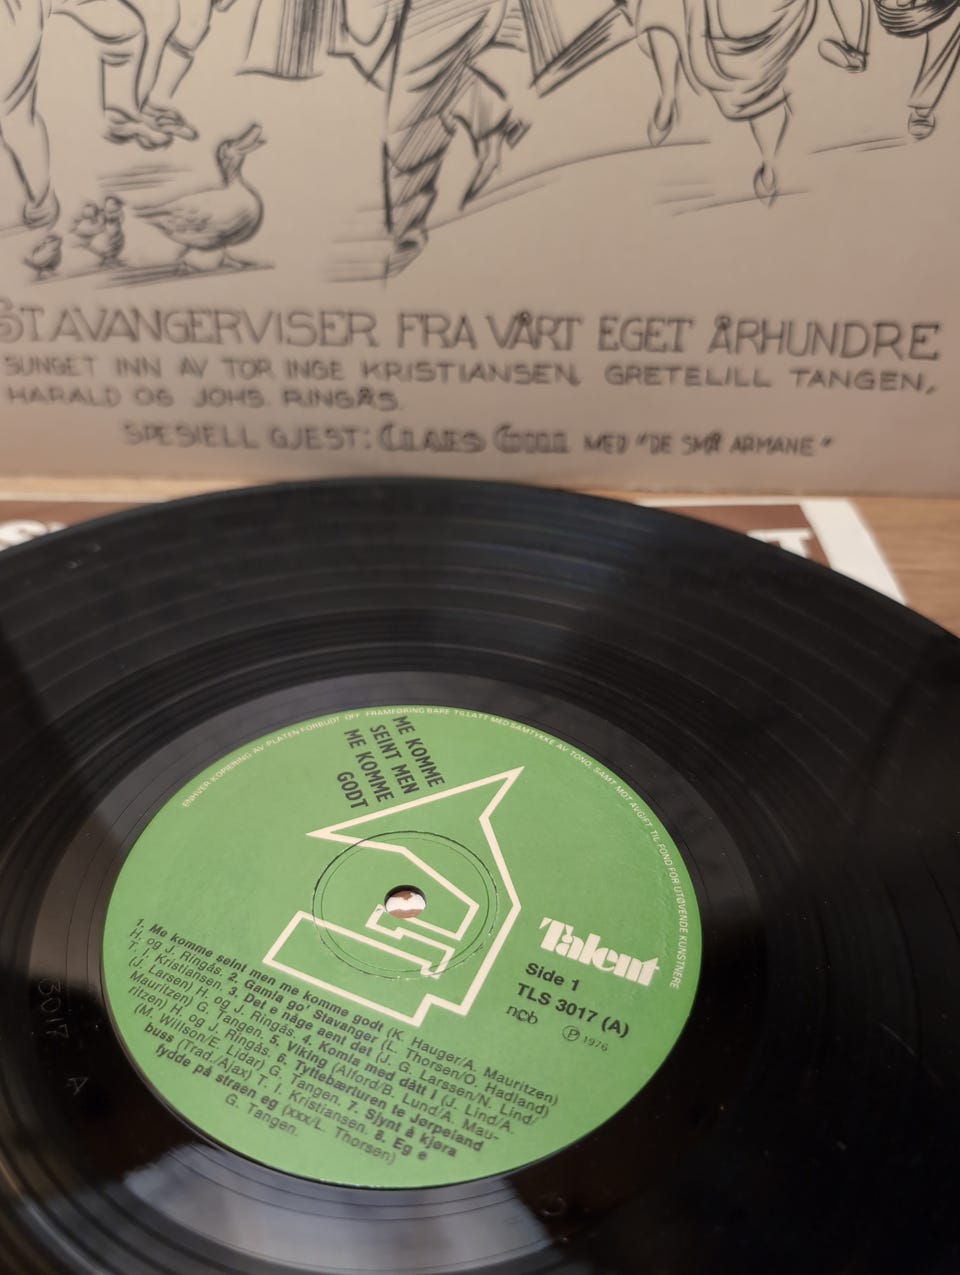 STAVANGERVISER FRA VÅRT EGET ÅRHUNDRE
SUNGET INN AV TOR INGE KRISTIANSEN, GRETELILL TANGEN,
HARALD OG JOHS. RINGÅS.
SPESIELL GJEST: CLAES GILL MED "DE SMÅ ARMANE"
ENHVER KOPIERING AV PLATEN FORBUDT OFF FRAMFØRING BARE TILLATT MED SAMTYKKE AV TONO, SAMT MOT AVGIFT TIL FOND FOR UTØVENDE KUNSTNERE
ME KOMME
SEINT MEN
ME KOMME
GODT
Talent
Side 1
TLS 3017 (A)
ncb
Ⓟ 1976
1. Me komme seint men me komme godt (K. Hauger/A. Mauritzen)
H. og J. Ringås. 2. Gamla go' Stavanger (L. Thorsen/O. Hadland)
T. I. Kristiansen. 3. Det e någe aent det (J. G. Larssen/N. Lind/
(J. Larsen) H. og J. Ringås. 4. Komla med dått i (J. Lind/A.
Mauritzen) G. Tangen. 5. Viking (Alford/B. Lund/A. Mau-
ritzen) H. og J. Ringås. 6. Tyttebærturen te Jørpeland
(M. Willson/E. Lidar) G. Tangen. 7. Slynt å kjøra
buss (Trad./Ajax) T. I. Kristiansen. 8. Eg e
lydde på straen eg (xxx/L. Thorsen)
G. Tangen.
3017 A